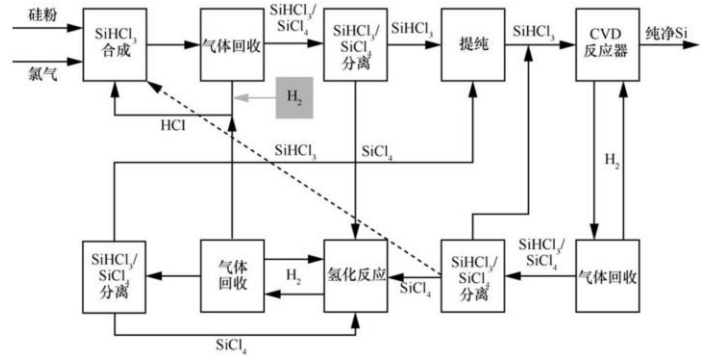 硅粉
氯气
SiHCl₃
合成
气体回收
SiHCl₃/
SiCl₄
SiHCl₃/
SiCl₄
分离
SiHCl₃
提纯
SiHCl₃
CVD
反应器
纯净Si
H₂
HCl
SiHCl₃
SiCl₄
H₂
SiHCl₃/
SiCl₄
分离
气体
回收
H₂
氢化反应
SiCl₄
SiHCl₃/
SiCl₄
分离
SiHCl₃/
SiCl₄
气体回收
SiCl₄